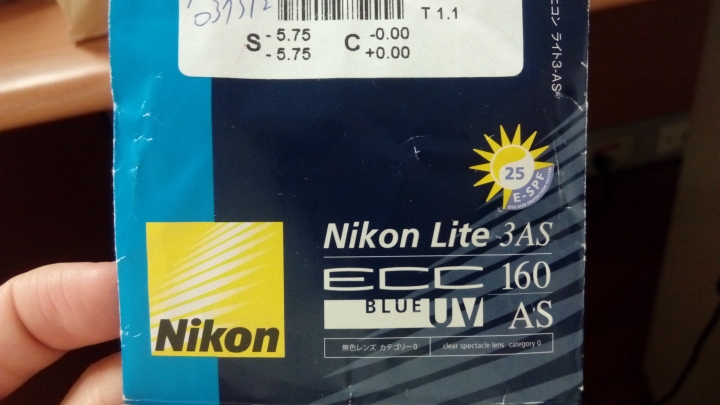 T 1.1
S - 5.75 C -0.00
- 5.75 +0.00
コン ライト3-AS
25
E-SPF
Nikon Lite 3AS
ECC 160
BLUE UV AS
Nikon
無色レンズ カテゴリー0
clear spectacle lens category 0